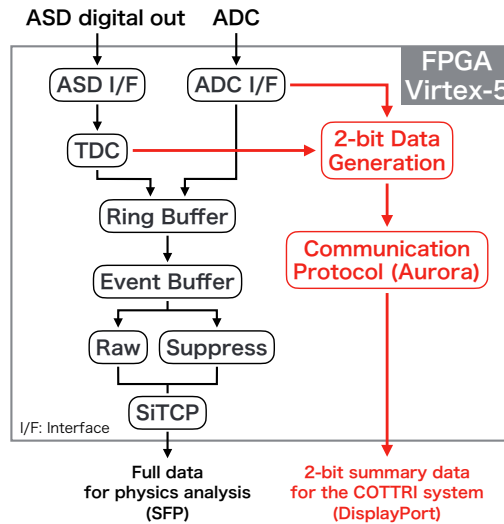 ASD digital out
ADC
FPGA
Virtex-5
ASD I/F
ADC I/F
TDC
2-bit Data
Generation
Ring Buffer
Communication
Protocol (Aurora)
Event Buffer
Raw
Suppress
SiTCP
I/F: Interface
Full data
for physics analysis
(SFP)
2-bit summary data
for the COTTRI system
(DisplayPort)